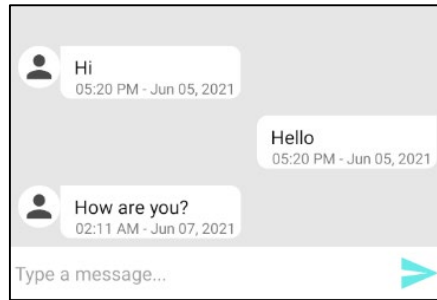 Hi
05:20 PM - Jun 05, 2021
Hello
05:20 PM - Jun 05, 2021
How are you?
02:11 AM - Jun 07, 2021
Type a message...